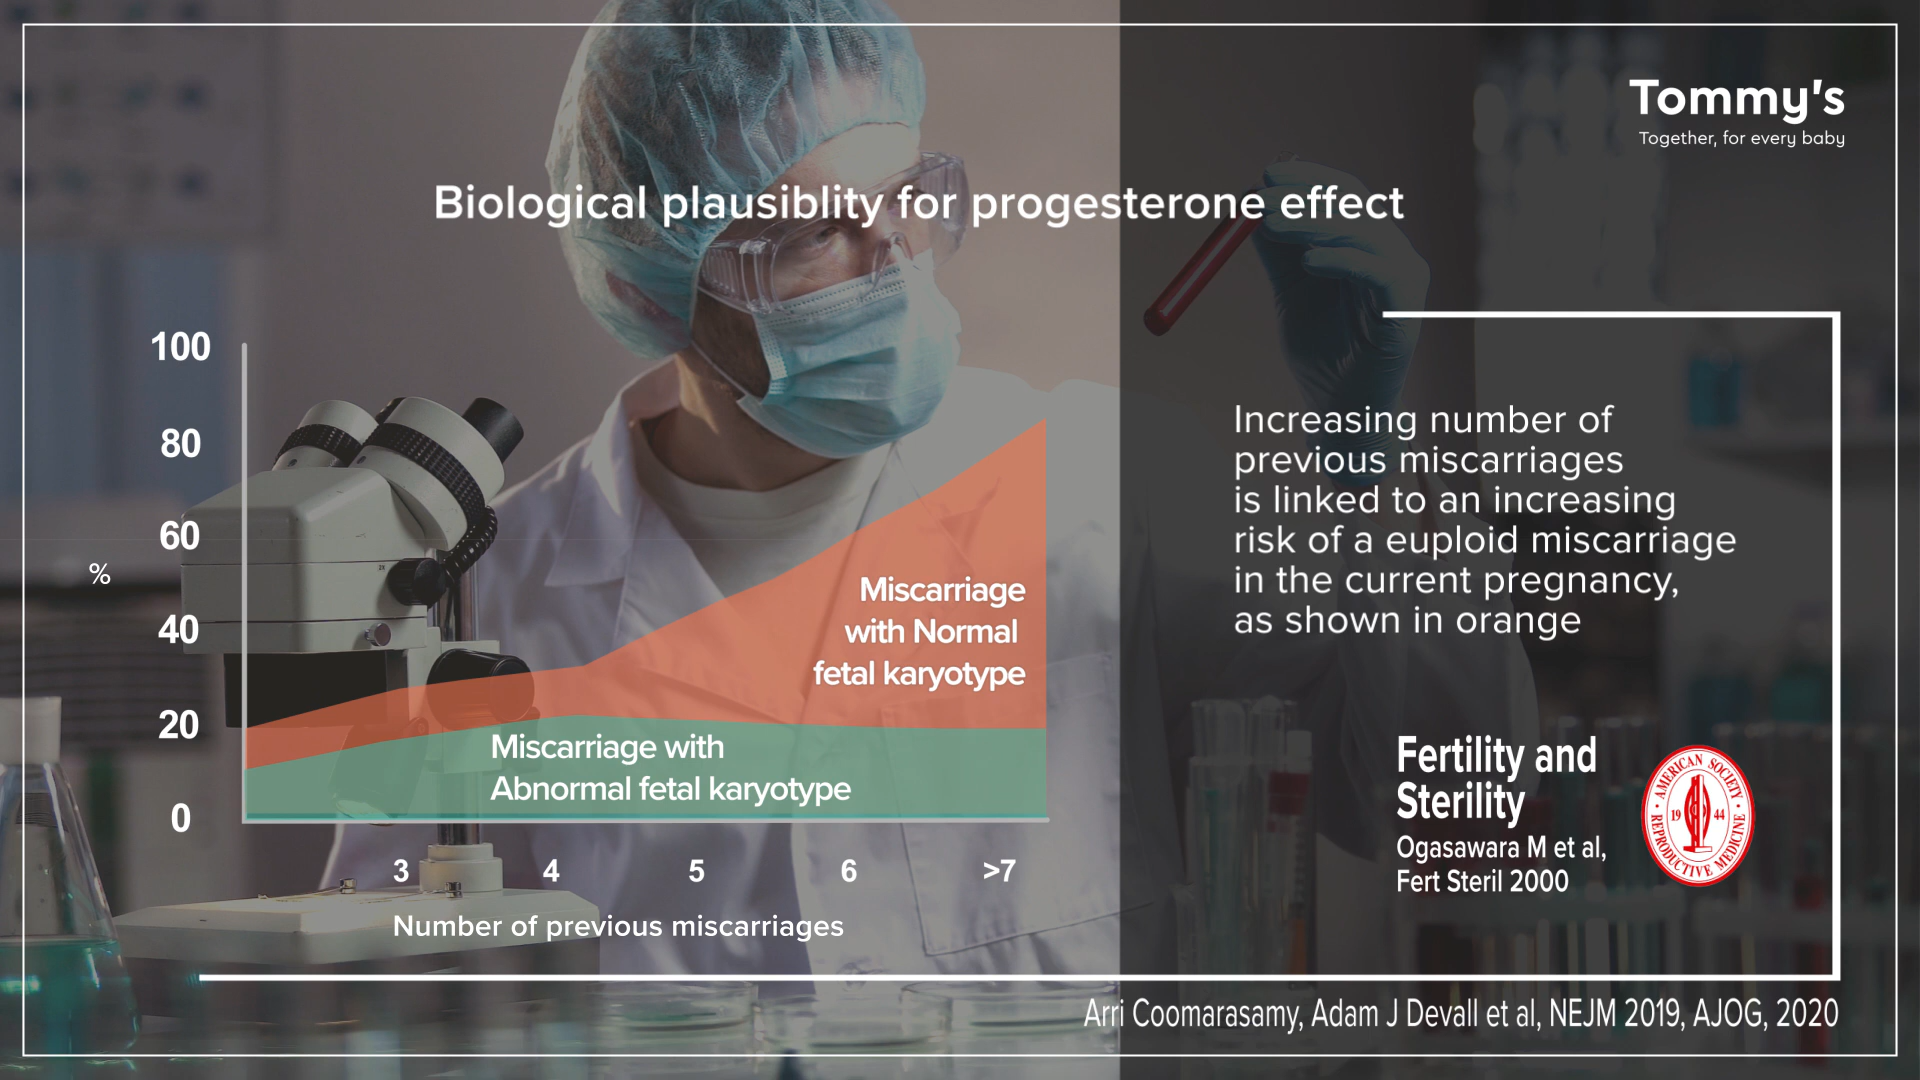 Tommy's
Together, for every baby
Biological plausiblity for progesterone effect
100
80
60
%
40
20
0
Miscarriage
with Normal
fetal karyotype
Miscarriage with
Abnormal fetal karyotype
3 4 5 6 >7
Number of previous miscarriages
Increasing number of
previous miscarriages
is linked to an increasing
risk of a euploid miscarriage
in the current pregnancy,
as shown in orange
Fertility and
Sterility
Ogasawara M et al,
Fert Steril 2000
AMERICAN SOCIETY
19 44
REPRODUCTIVE MEDICINE
Arri Coomarasamy, Adam J Devall et al, NEJM 2019, AJOG, 2020